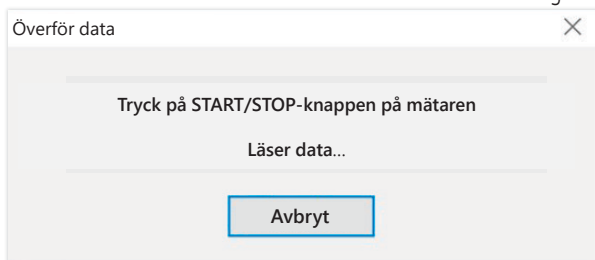 Överför data
Tryck på START/STOP-knappen på mätaren
Läser data...
Avbryt